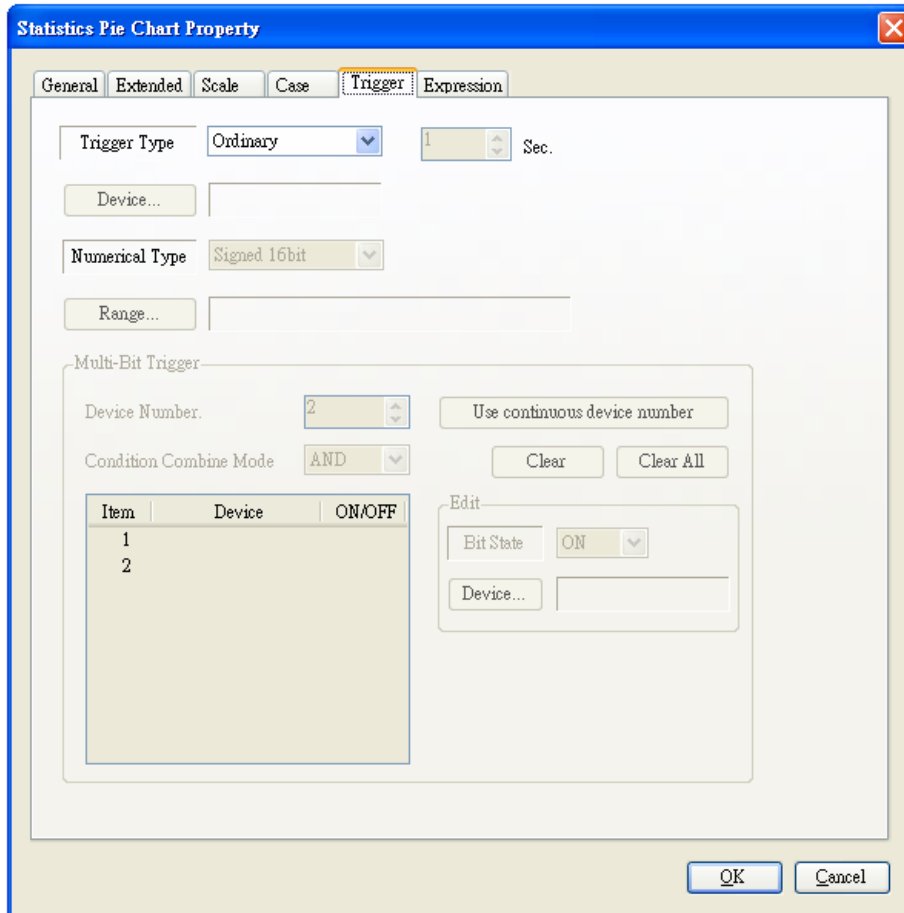 Statistics Pie Chart Property
General Extended Scale Case Trigger Expression
Trigger Type Ordinary 1 Sec.
Device...
Numerical Type Signed 16bit
Range...
Multi-Bit Trigger
Device Number. 2 Use continuous device number
Condition Combine Mode AND Clear Clear All
Item Device ON/OFF
1
2
Edit
Bit State ON
Device...
OK Cancel